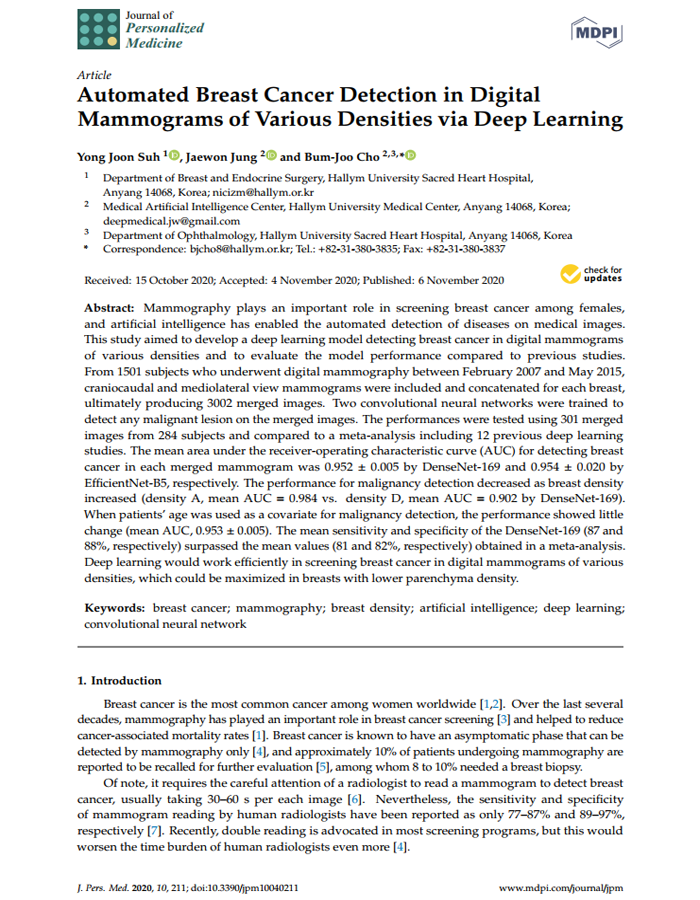 Journal of
Personalized
Medicine
MDPI
Article
Automated Breast Cancer Detection in Digital
Mammograms of Various Densities via Deep Learning
Yong Joon Suh 1 iD, Jaewon Jung 2 iD and Bum-Joo Cho 2,3,* iD
1 Department of Breast and Endocrine Surgery, Hallym University Sacred Heart Hospital,
Anyang 14068, Korea; nicizm@hallym.or.kr
2 Medical Artificial Intelligence Center, Hallym University Medical Center, Anyang 14068, Korea;
deepmedical.jw@gmail.com
3 Department of Ophthalmology, Hallym University Sacred Heart Hospital, Anyang 14068, Korea
* Correspondence: bjcho8@hallym.or.kr; Tel.: +82-31-380-3835; Fax: +82-31-380-3837
Received: 15 October 2020; Accepted: 4 November 2020; Published: 6 November 2020
check for
updates
Abstract: Mammography plays an important role in screening breast cancer among females,
and artificial intelligence has enabled the automated detection of diseases on medical images.
This study aimed to develop a deep learning model detecting breast cancer in digital mammograms
of various densities and to evaluate the model performance compared to previous studies.
From 1501 subjects who underwent digital mammography between February 2007 and May 2015,
craniocaudal and mediolateral view mammograms were included and concatenated for each breast,
ultimately producing 3002 merged images. Two convolutional neural networks were trained to
detect any malignant lesion on the merged images. The performances were tested using 301 merged
images from 284 subjects and compared to a meta-analysis including 12 previous deep learning
studies. The mean area under the receiver-operating characteristic curve (AUC) for detecting breast
cancer in each merged mammogram was 0.952 ± 0.005 by DenseNet-169 and 0.954 ± 0.020 by
EfficientNet-B5, respectively. The performance for malignancy detection decreased as breast density
increased (density A, mean AUC = 0.984 vs. density D, mean AUC = 0.902 by DenseNet-169).
When patients' age was used as a covariate for malignancy detection, the performance showed little
change (mean AUC, 0.953 ± 0.005). The mean sensitivity and specificity of the DenseNet-169 (87 and
88%, respectively) surpassed the mean values (81 and 82%, respectively) obtained in a meta-analysis.
Deep learning would work efficiently in screening breast cancer in digital mammograms of various
densities, which could be maximized in breasts with lower parenchyma density.
Keywords: breast cancer; mammography; breast density; artificial intelligence; deep learning;
convolutional neural network
1. Introduction
Breast cancer is the most common cancer among women worldwide [1,2]. Over the last several
decades, mammography has played an important role in breast cancer screening [3] and helped to reduce
cancer-associated mortality rates [1]. Breast cancer is known to have an asymptomatic phase that can be
detected by mammography only [4], and approximately 10% of patients undergoing mammography are
reported to be recalled for further evaluation [5], among whom 8 to 10% needed a breast biopsy.
Of note, it requires the careful attention of a radiologist to read a mammogram to detect breast
cancer, usually taking 30–60 s per each image [6]. Nevertheless, the sensitivity and specificity
of mammogram reading by human radiologists have been reported as only 77–87% and 89–97%,
respectively [7]. Recently, double reading is advocated in most screening programs, but this would
worsen the time burden of human radiologists even more [4].
J. Pers. Med. 2020, 10, 211; doi:10.3390/jpm10040211
www.mdpi.com/journal/jpm